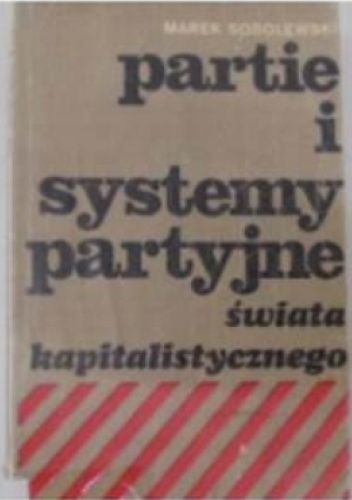 MAREK SOBOLEWSKI
partie
i
systemy
partyjne
świata
kapitalistycznego